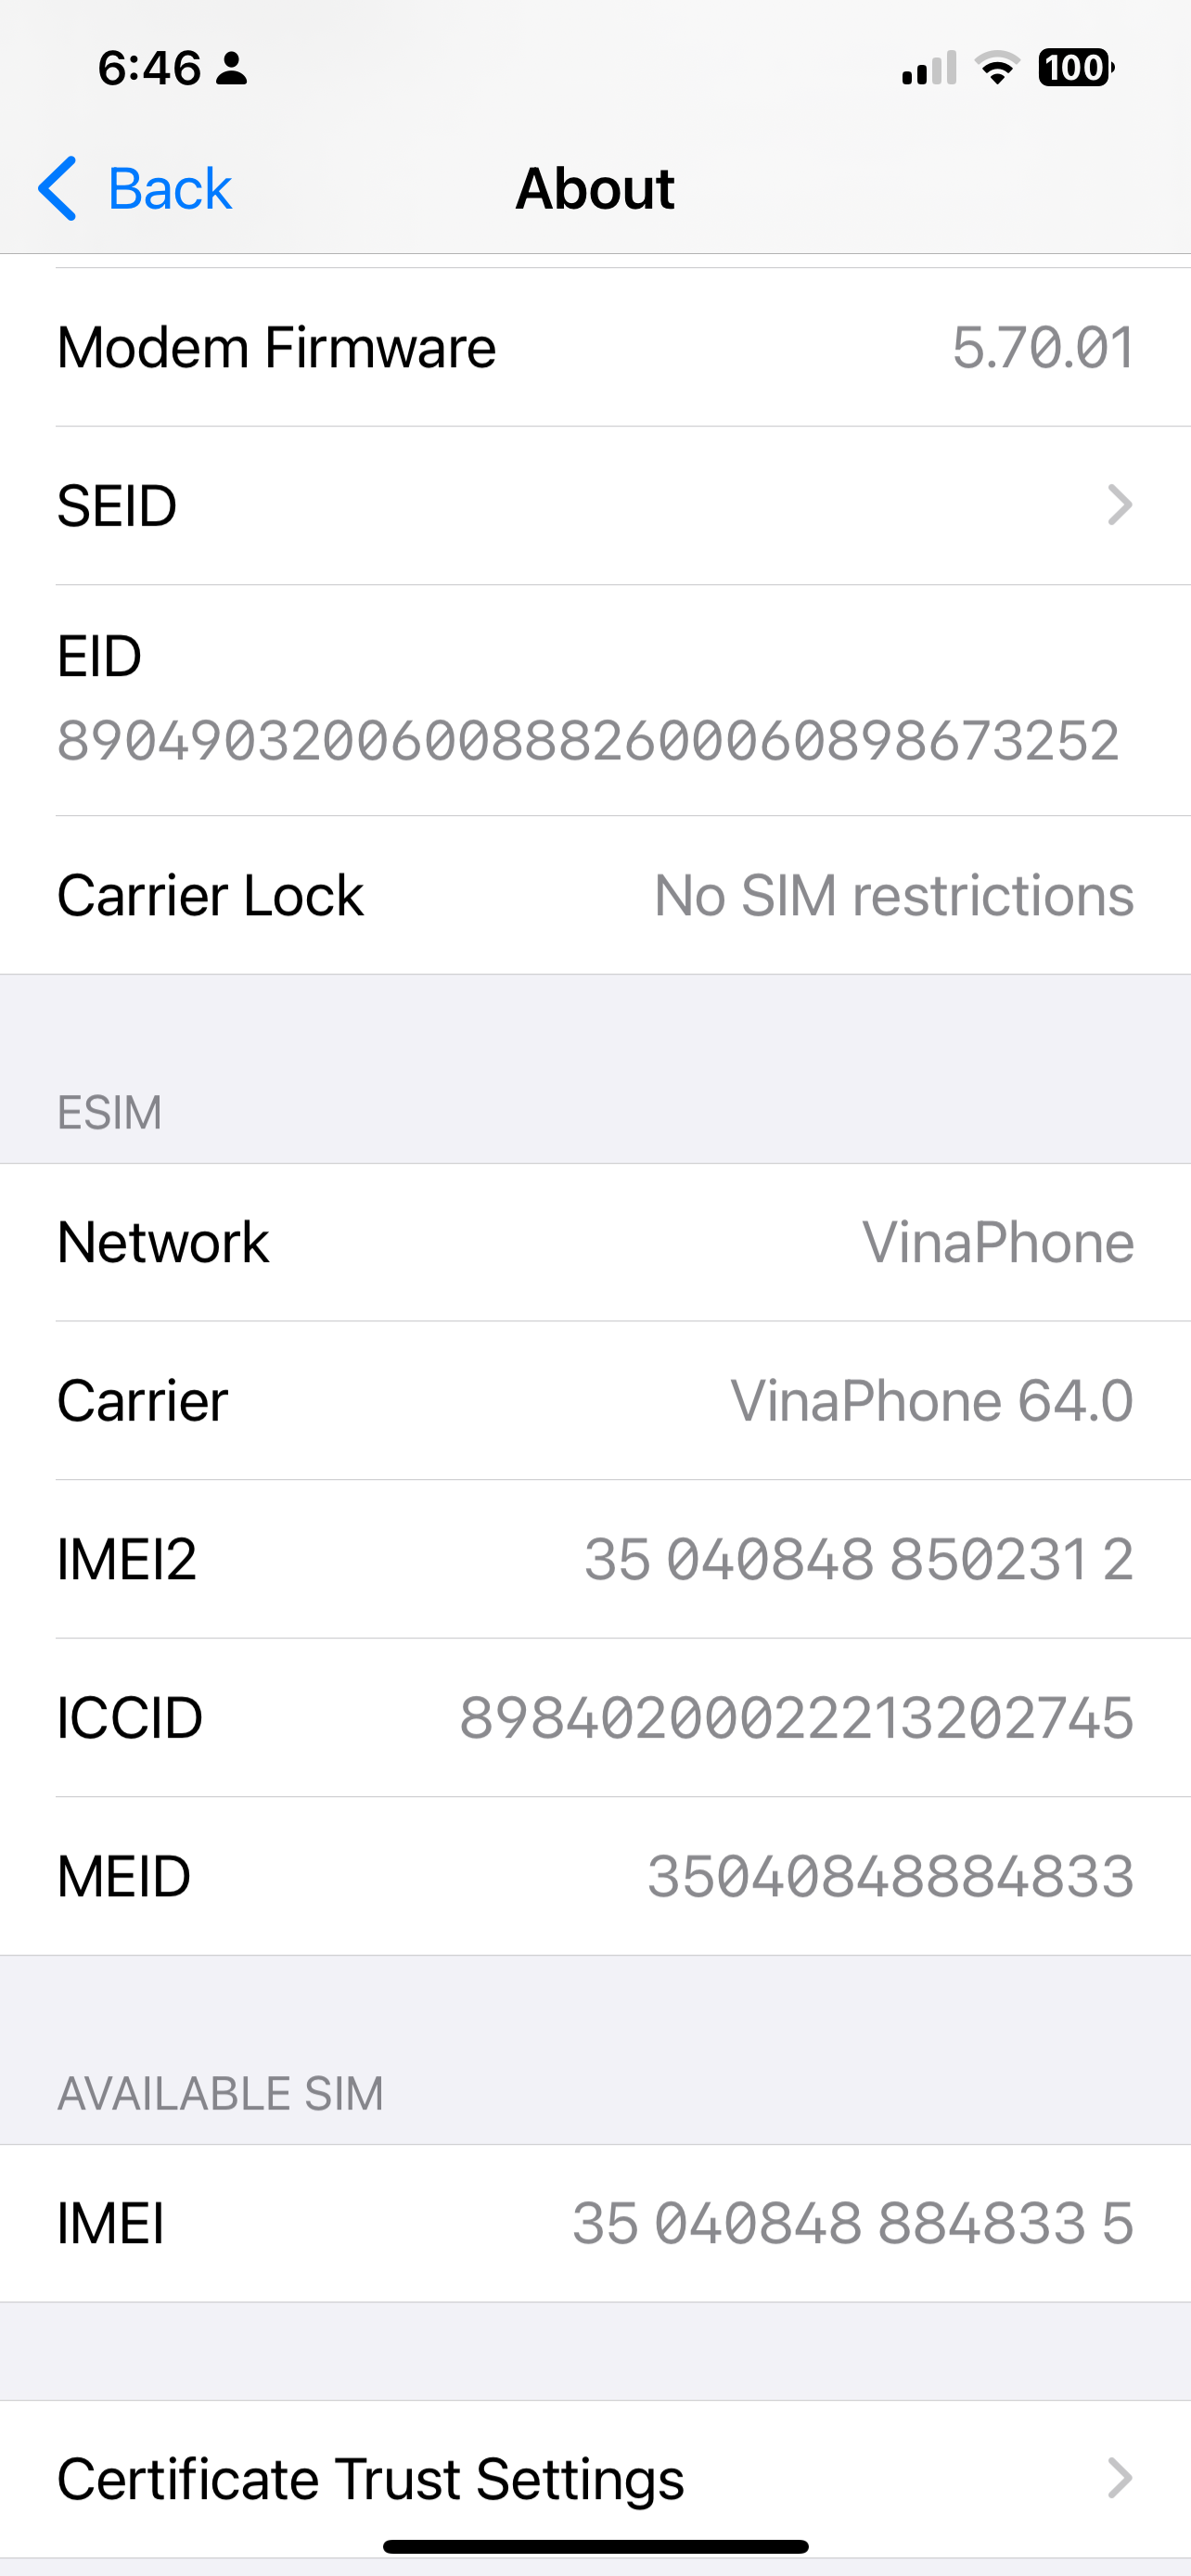 6:46
100
Back
About
Modem Firmware 5.70.01
SEID
EID
89049032006008882600060898673252
Carrier Lock No SIM restrictions
ESIM
Network VinaPhone
Carrier VinaPhone 64.0
IMEI2 35 040848 850231 2
ICCID 89840200022213202745
MEID 35040848884833
AVAILABLE SIM
IMEI 35 040848 884833 5
Certificate Trust Settings